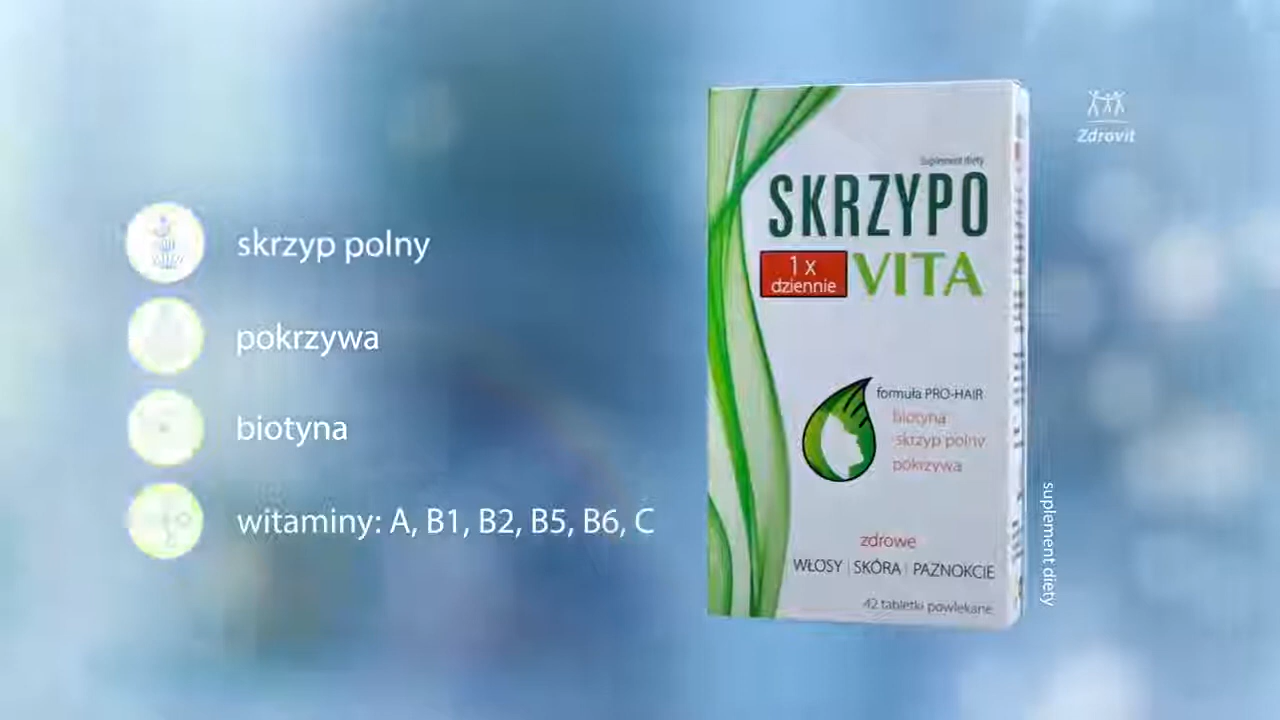 skrzyp polny
pokrzywa
biotyna
witaminy: A, B1, B2, B5, B6, C
suplement diety
SKRZYPO
1 x
dziennie
VITA
formuła PRO-HAIR
biotyna
skrzyp polny
pokrzywa
zdrowe
WŁOSY | SKÓRA | PAZNOKCIE
42 tabletki powlekane
Zdrovit
suplement diety